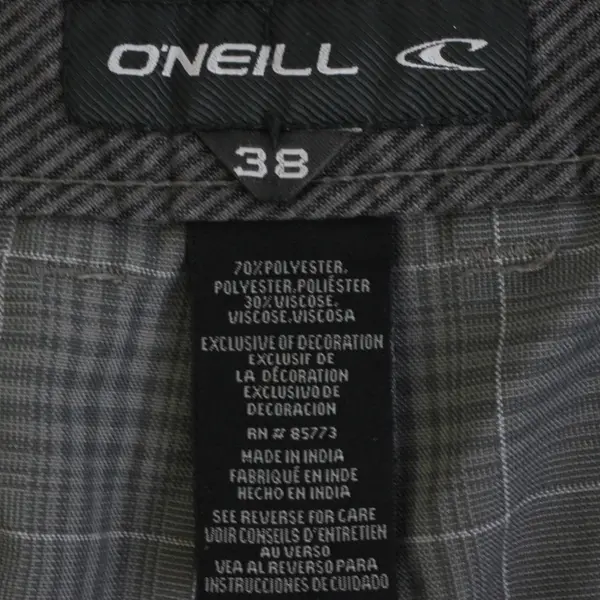 O'NEILL
38
70%POLYESTER,
POLYESTER,POLIÉSTER
30%VISCOSE,
VISCOSE,VISCOSA
EXCLUSIVE OF DECORATION
EXCLUSIF DE
LA DÉCORATION
EXCLUSIVO DE
DECORACION
RN # 85773
MADE IN INDIA
FABRIQUÉ EN INDE
HECHO EN INDIA
SEE REVERSE FOR CARE
VOIR CONSEILS D'ENTRETIEN
AU VERSO
VEA AL REVERSO PARA
INSTRUCCIONES DE CUIDADO